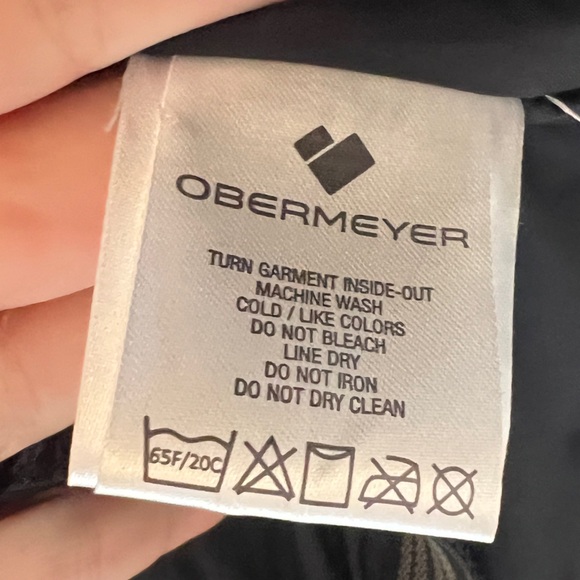 OBERMEYER
TURN GARMENT INSIDE-OUT
MACHINE WASH
COLD / LIKE COLORS
DO NOT BLEACH
LINE DRY
DO NOT IRON
DO NOT DRY CLEAN
65F/20C